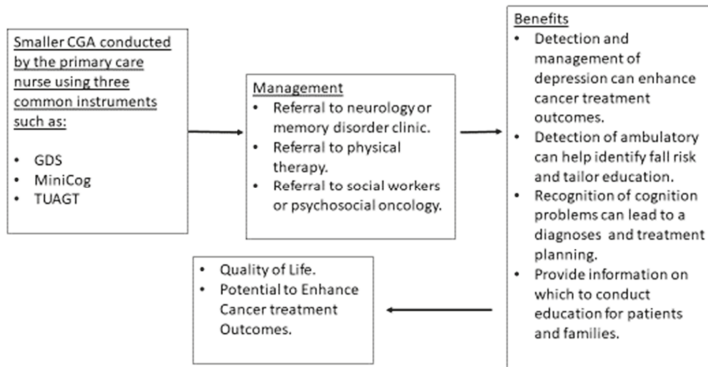 Smaller CGA conducted
by the primary care
nurse using three
common instruments
such as:
• GDS
• MiniCog
• TUAGT
Management
• Referral to neurology or
memory disorder clinic.
• Referral to physical
therapy.
• Referral to social workers
or psychosocial oncology.
Benefits
• Detection and
management of
depression can enhance
cancer treatment
outcomes.
• Detection of ambulatory
can help identify fall risk
and tailor education.
• Recognition of cognition
problems can lead to a
diagnoses and treatment
planning.
• Provide information on
which to conduct
education for patients
and families.
• Quality of Life.
• Potential to Enhance
Cancer treatment
Outcomes.